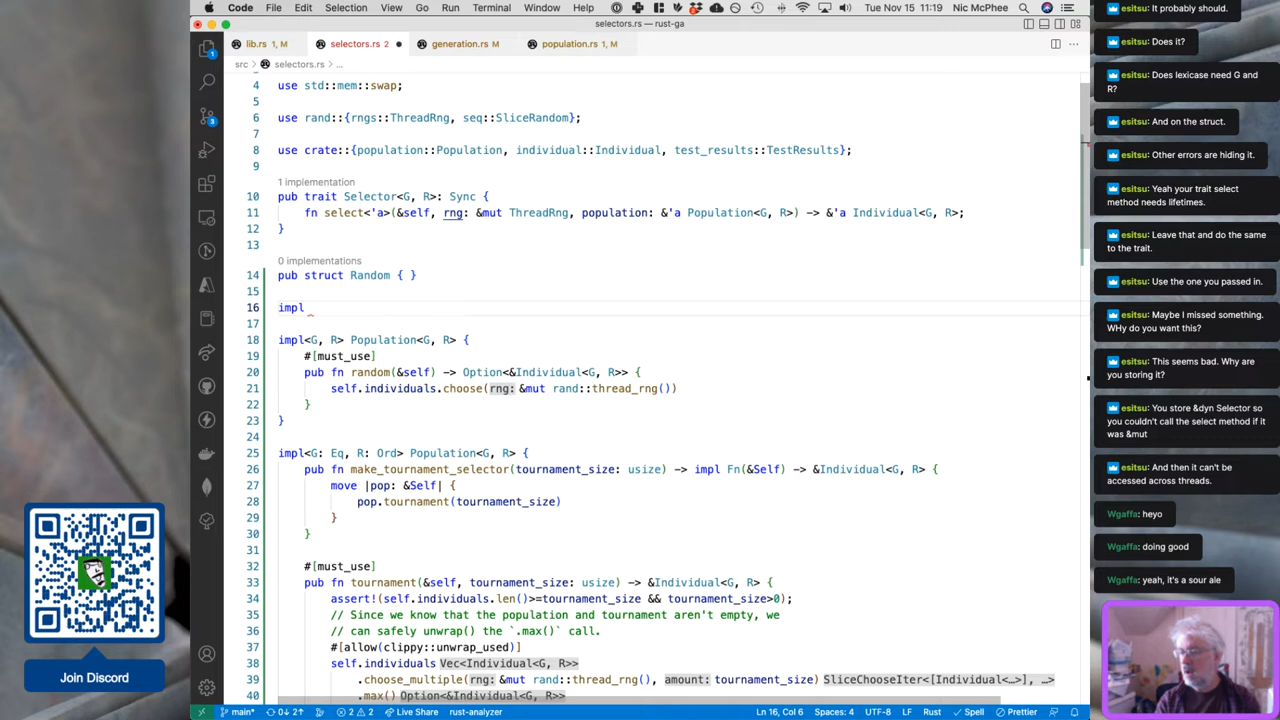 Code File Edit Selection View Go Run Terminal Window Help
Tue Nov 15 11:19 Nic McPhee
selectors.rs — rust-ga
lib.rs 1, M
selectors.rs 2
generation.rs M
population.rs 1, M
src > selectors.rs > ...
4 use std::mem::swap;
5
6 use rand::{rngs::ThreadRng, seq::SliceRandom};
7
8 use crate::{population::Population, individual::Individual, test_results::TestResults};
9
1 implementation
10 pub trait Selector<G, R>: Sync {
11 fn select<'a>(&self, rng: &mut ThreadRng, population: &'a Population<G, R>) -> &'a Individual<G, R>;
12 }
13
0 implementations
14 pub struct Random { }
15
16 impl
17
18 impl<G, R> Population<G, R> {
19 #[must_use]
20 pub fn random(&self) -> Option<&Individual<G, R>> {
21 self.individuals.choose(rng: &mut rand::thread_rng())
22 }
23 }
24
25 impl<G: Eq, R: Ord> Population<G, R> {
26 pub fn make_tournament_selector(tournament_size: usize) -> impl Fn(&Self) -> &Individual<G, R> {
27 move |pop: &Self| {
28 pop.tournament(tournament_size)
29 }
30 }
31
32 #[must_use]
33 pub fn tournament(&self, tournament_size: usize) -> &Individual<G, R> {
34 assert!(self.individuals.len()>=tournament_size && tournament_size>0);
35 // Since we know that the population and tournament aren't empty, we
36 // can safely unwrap() the `.max()` call.
37 #[allow(clippy::unwrap_used)]
38 self.individuals Vec<Individual<G, R>>
39 .choose_multiple(rng: &mut rand::thread_rng(), amount: tournament_size) SliceChooseIter<[Individual<…>], …>
40 .max() Option<&Individual<G, R>>
main* 0↓ 2↑ 2 2 Live Share rust-analyzer
Ln 16, Col 6 Spaces: 4 UTF-8 LF Rust Spell Prettier
1
3
Join Discord
esitsu: It probably should.
esitsu: Does it?
esitsu: Does lexicase need G and
R?
esitsu: And on the struct.
esitsu: Other errors are hiding it.
esitsu: Yeah your trait select
method needs lifetimes.
esitsu: Leave that and do the same
to the trait.
esitsu: Use the one you passed in.
esitsu: Maybe I missed something.
WHy do you want this?
esitsu: This seems bad. Why are
you storing it?
esitsu: You store &dyn Selector so
you couldn't call the select method if it
was &mut
esitsu: And then it can't be
accessed across threads.
Wgaffa: heyo
Wgaffa: doing good
Wgaffa: yeah, it's a sour ale